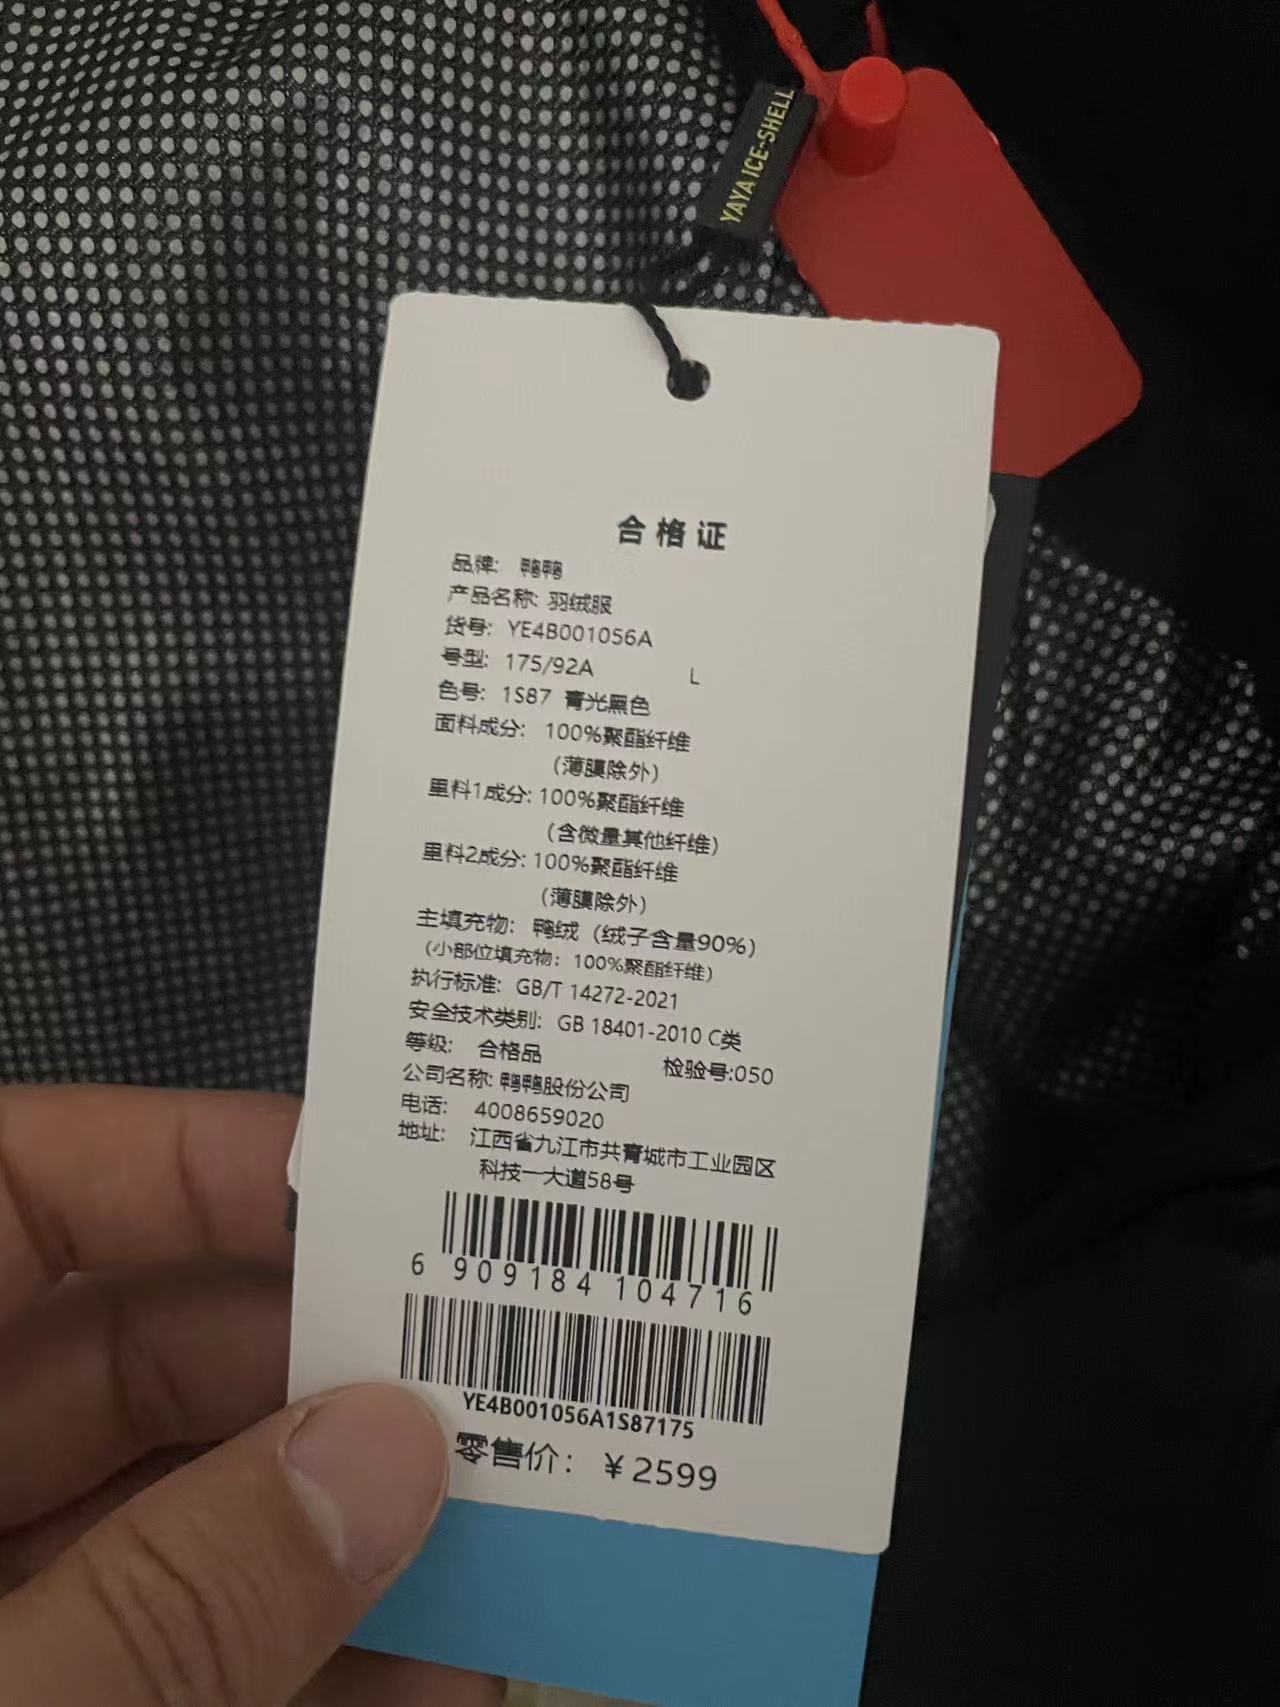 YAYA ICE-SHELL
合格证
品牌: 鸭鸭
产品名称: 羽绒服
货号: YE4B001056A
号型: 175/92A L
色号: 1S87 青光黑色
面料成分: 100%聚酯纤维
(薄膜除外)
里料1成分: 100%聚酯纤维
(含微量其他纤维)
里料2成分: 100%聚酯纤维
(薄膜除外)
主填充物: 鸭绒 (绒子含量90%)
(小部位填充物: 100%聚酯纤维)
执行标准: GB/T 14272-2021
安全技术类别: GB 18401-2010 C类
等级: 合格品 检验号:050
公司名称: 鸭鸭股份公司
电话: 4008659020
地址: 江西省九江市共青城市工业园区
科技一大道58号
6 909184 104716
YE4B001056A1S87175
零售价: ¥2599